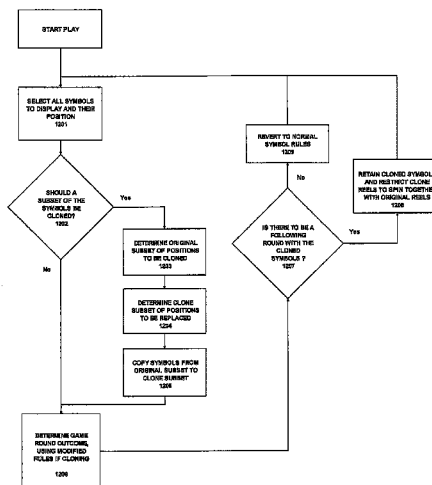 START PLAY
SELECT ALL SYMBOLS
TO DISPLAY AND THEIR
POSITION
1201
SHOULD A
SUBSET OF THE
SYMBOLS BE
CLONED?
1202
Yes
No
DETERMINE ORIGINAL
SUBSET OF POSITIONS
TO BE CLONED
1203
DETERMINE CLONE
SUBSET OF POSITIONS
TO BE REPLACED
1204
COPY SYMBOLS FROM
ORIGINAL SUBSET TO
CLONE SUBSET
1205
DETERMINE GAME
ROUND OUTCOME,
USING MODIFIED
RULES IF CLONING
1206
REVERT TO NORMAL
SYMBOL RULES
1209
No
IS THERE TO BE A
FOLLOWING
ROUND WITH THE
CLONED
SYMBOLS ?
1207
Yes
RETAIN CLONED SYMBOL
AND RESTRICT CLONE
REELS TO SPIN TOGETHE
WITH ORIGINAL REELS
1208